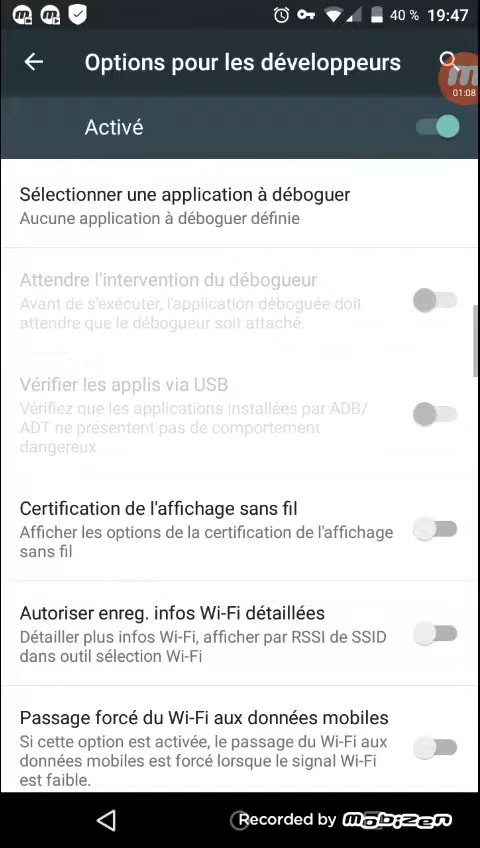 40 % 19:47
Options pour les développeurs
01:08
Activé
Sélectionner une application à déboguer
Aucune application à déboguer définie
Attendre l'intervention du débogueur
Avant de s'exécuter, l'application déboguée doit
attendre que le débogueur soit attaché.
Vérifier les applis via USB
Vérifiez que les applications installées par ADB/
ADT ne présentent pas de comportement
dangereux
Certification de l'affichage sans fil
Afficher les options de la certification de l'affichage
sans fil
Autoriser enreg. infos Wi-Fi détaillées
Détailler plus infos Wi-Fi, afficher par RSSI de SSID
dans outil sélection Wi-Fi
Passage forcé du Wi-Fi aux données mobiles
Si cette option est activée, le passage du Wi-Fi aux
données mobiles est forcé lorsque le signal Wi-Fi
est faible.
Recorded by mobizen